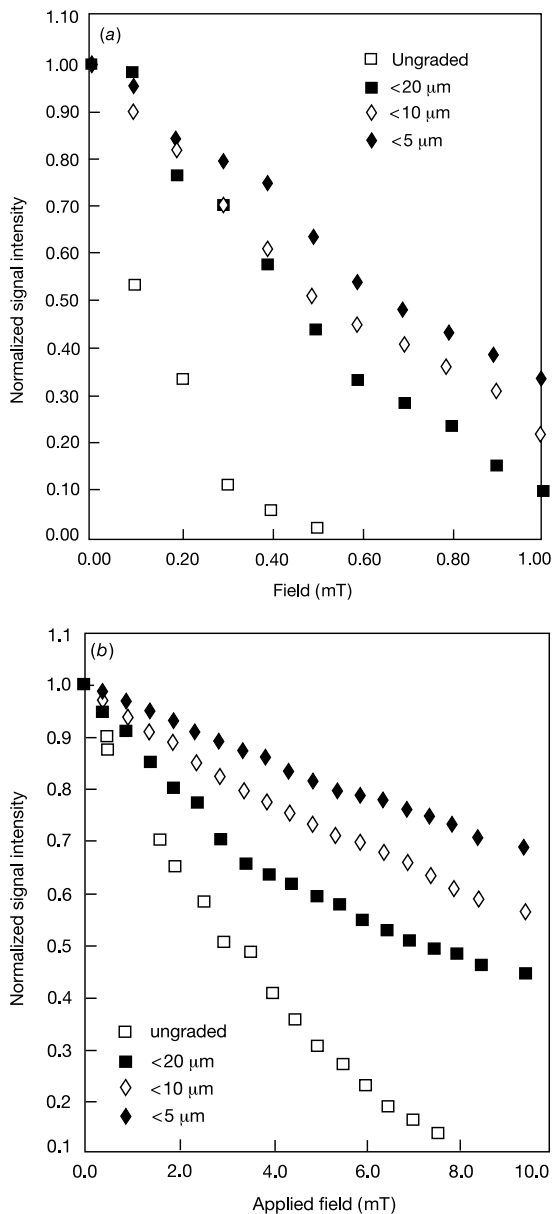 1.10
(a)
1.00
0.90
0.80
0.70
0.60
0.50
0.40
0.30
0.20
0.10
0.00
Normalized signal intensity
Ungraded
<20 μm
<10 μm
<5 μm
0.00 0.20 0.40 0.60 0.80 1.00
Field (mT)
1.1
(b)
1.0
0.9
0.8
0.7
0.6
0.5
0.4
0.3
0.2
0.1
Normalized signal intensity
ungraded
<20 μm
<10 μm
<5 μm
0.0 2.0 4.0 6.0 8.0 10.0
Applied field (mT)